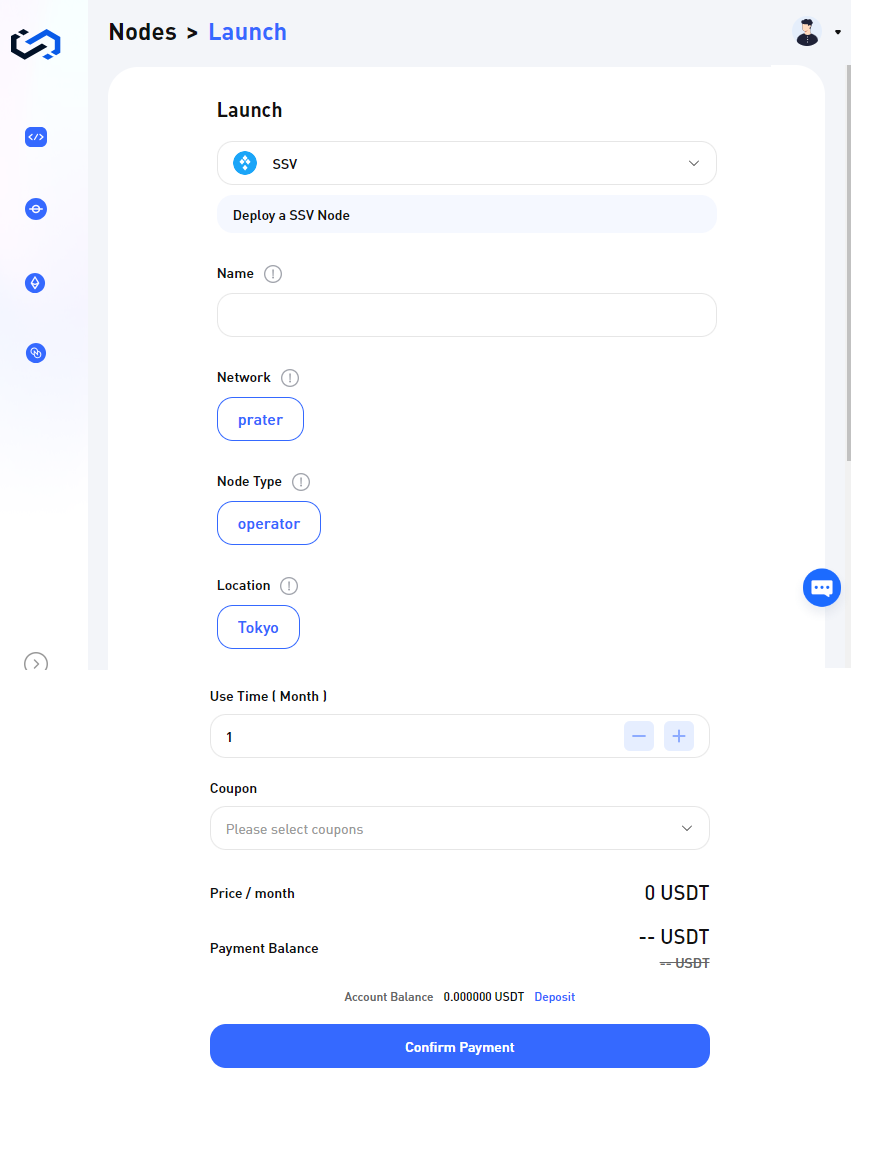 Nodes > Launch
Launch
SSV
Deploy a SSV Node
Name
Network
prater
Node Type
operator
Location
Tokyo
Use Time ( Month )
1
Coupon
Please select coupons
Price / month 0 USDT
Payment Balance -- USDT
-- USDT
Account Balance 0.000000 USDT Deposit
Confirm Payment